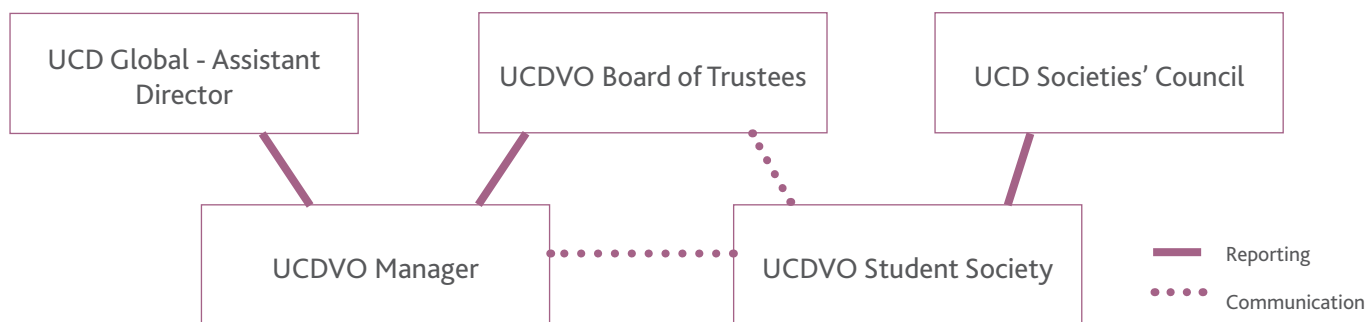 UCD Global - Assistant
Director
UCDVO Board of Trustees
UCD Societies’ Council
UCDVO Manager
UCDVO Student Society
Reporting
Communication